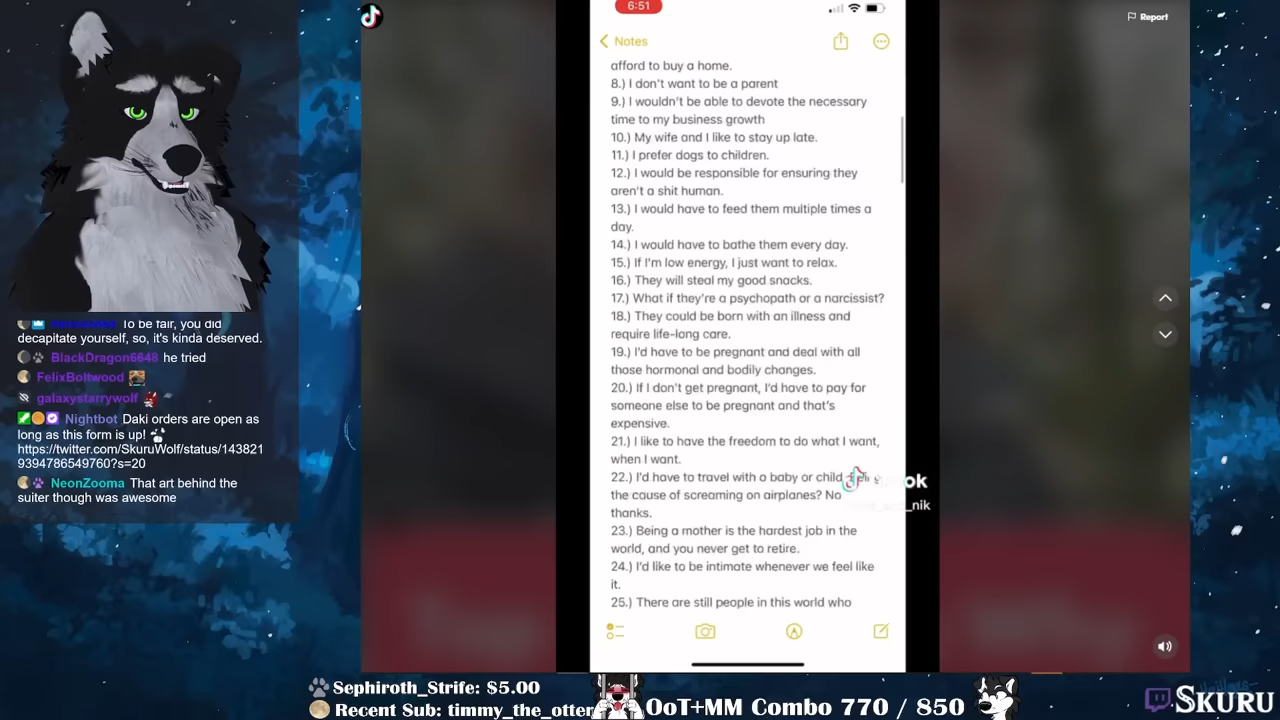 6:51
Report
Notes
afford to buy a home.
8.) I don't want to be a parent
9.) I wouldn't be able to devote the necessary
time to my business growth
10.) My wife and I like to stay up late.
11.) I prefer dogs to children.
12.) I would be responsible for ensuring they
aren't a shit human.
13.) I would have to feed them multiple times a
day.
14.) I would have to bathe them every day.
15.) If I'm low energy, I just want to relax.
16.) They will steal my good snacks.
17.) What if they're a psychopath or a narcissist?
18.) They could be born with an illness and
require life-long care.
19.) I'd have to be pregnant and deal with all
those hormonal and bodily changes.
20.) If I don't get pregnant, I'd have to pay for
someone else to be pregnant and that's
expensive.
21.) I like to have the freedom to do what I want,
when I want.
22.) I'd have to travel with a baby or child
the cause of screaming on airplanes? No
thanks.
23.) Being a mother is the hardest job in the
world, and you never get to retire.
24.) I'd like to be intimate whenever we feel like
it.
25.) There are still people in this world who
To be fair, you did
recapitate yourself, so, it's kinda deserved.
BlackDragon6648 he tried
FelixBoltwood
galaxystarrywolf
Nightbot Daki orders are open as
long as this form is up!
https://twitter.com/SkuruWolf/status/143821
9394786549760?s=20
NeonZooma That art behind the
suiter though was awesome
Sephiroth_Strife: $5.00
Recent Sub: timmy_the_otter
OoT+MM Combo 770 / 850
SKURU